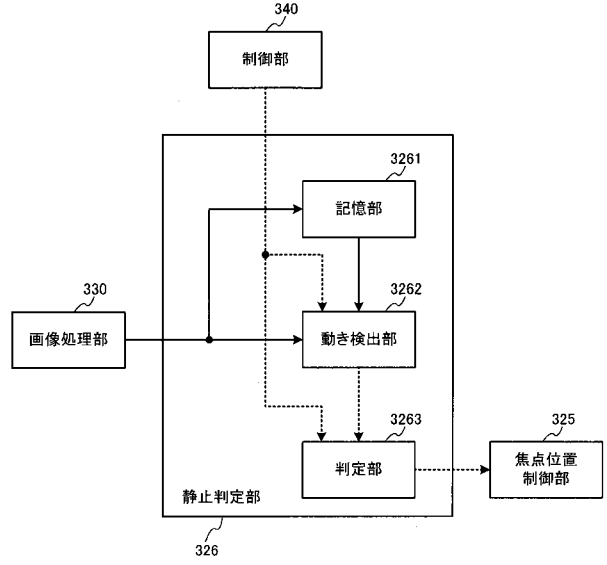 340
制御部
3261
記憶部
330
画像処理部
3262
動き検出部
3263
判定部
325
焦点位置
制御部
静止判定部
326